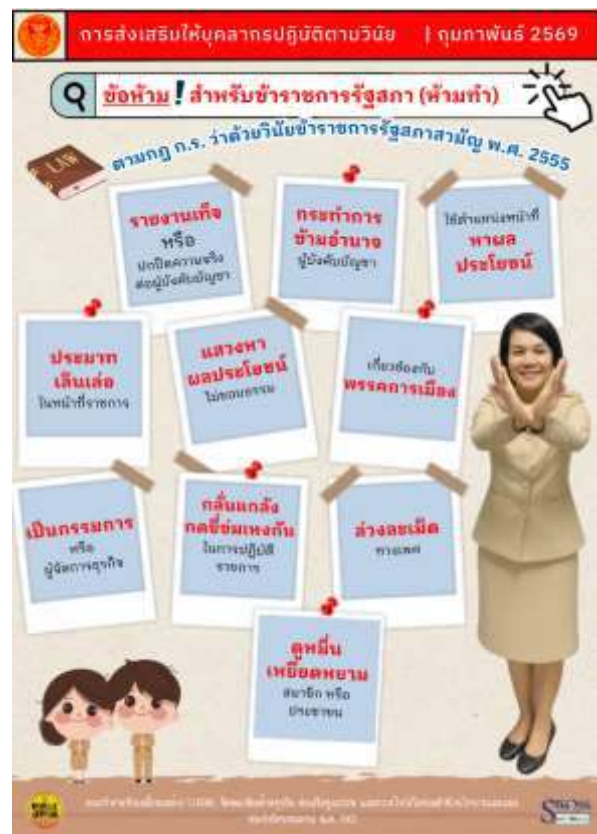 การส่งเสริมให้บุคลากรปฏิบัติตามวินัย | กุมภาพันธ์ 2569
ข้อห้าม ! สำหรับข้าราชการรัฐสภา (ห้ามทำ)
ตามกฎ ก.ร. ว่าด้วยวินัยข้าราชการรัฐสภาสามัญ พ.ศ. 2555
LAW
รายงานเท็จ
หรือ
ปกปิดความจริง
ต่อผู้บังคับบัญชา
กระทำการ
ข้ามอำนาจ
ผู้บังคับบัญชา
ใช้ตำแหน่งหน้าที่
หาผล
ประโยชน์
ประมาท
เลินเล่อ
ในหน้าที่ราชการ
แสวงหา
ผลประโยชน์
ไม่ชอบธรรม
เกี่ยวข้องกับ
พรรคการเมือง
เป็นกรรมการ
หรือ
ผู้จัดการธุรกิจ
กลั่นแกล้ง
กดขี่ข่มเหงกัน
ในการปฏิบัติ
ราชการ
ล่วงละเมิด
ทางเพศ
ดูหมิ่น
เหยียดหยาม
สมาชิก หรือ
ประชาชน